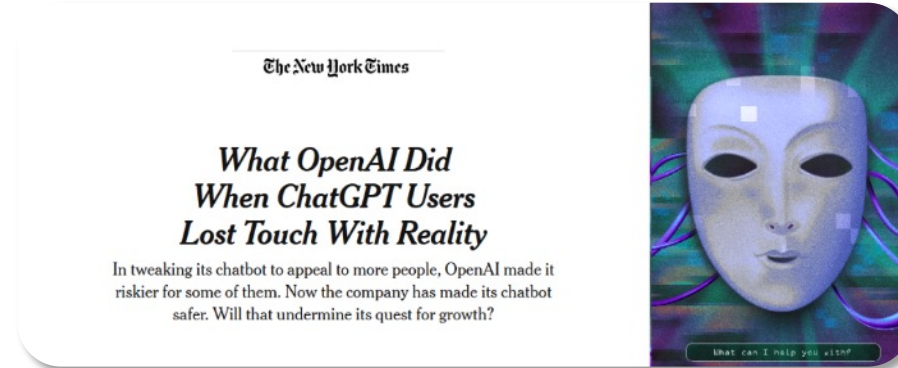 The New York Times
What OpenAI Did
When ChatGPT Users
Lost Touch With Reality
In tweaking its chatbot to appeal to more people, OpenAI made it
riskier for some of them. Now the company has made its chatbot
safer. Will that undermine its quest for growth?
What can I help you with?